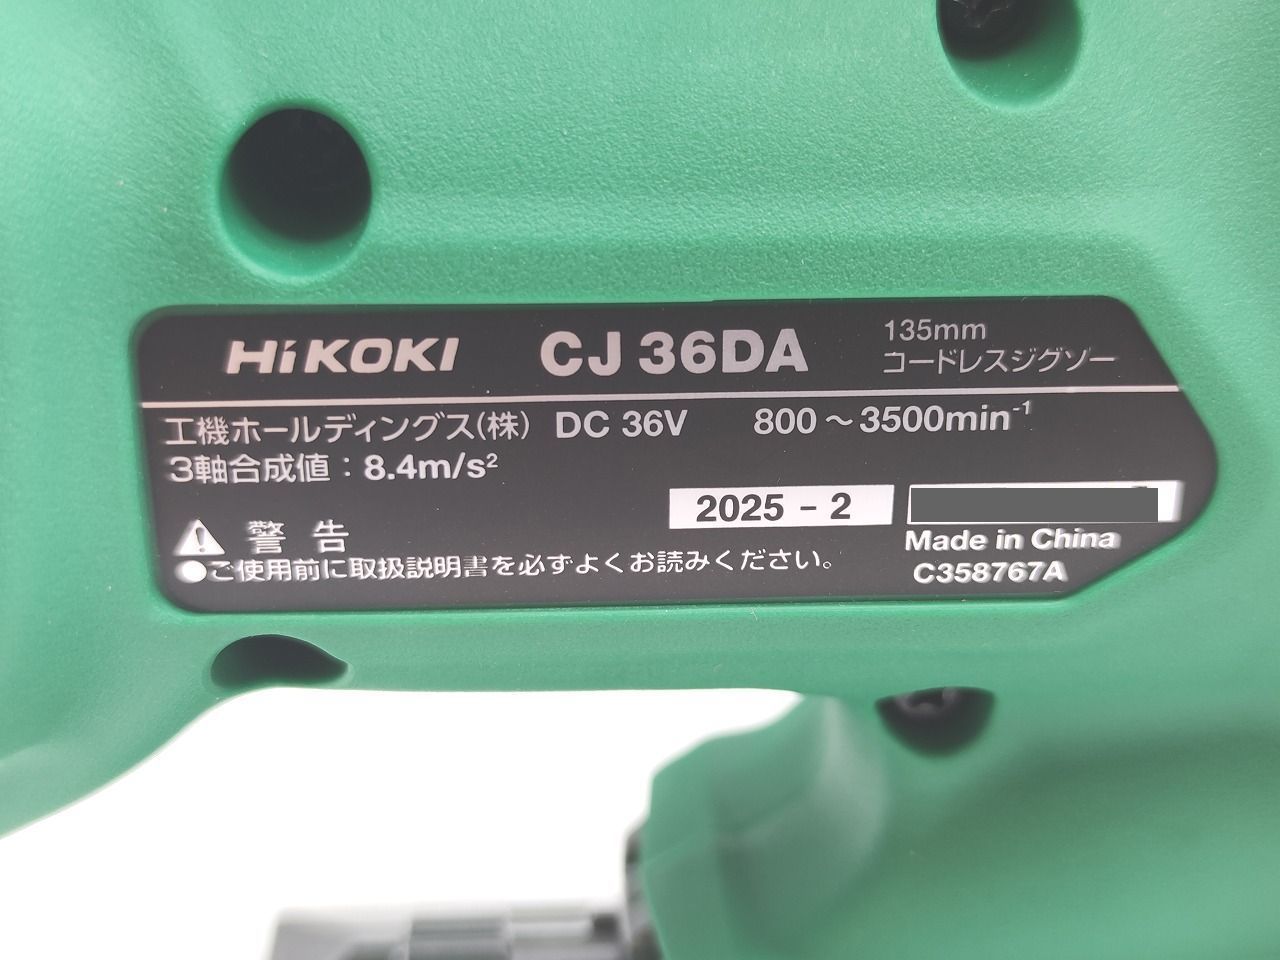 HiKOKI CJ 36DA 135mm
コードレスジグソー
工機ホールディングス(株) DC 36V 800～3500min⁻¹
3軸合成値：8.4m/s²
2025 - 2
警 告
Made in China
●ご使用前に取扱説明書を必ずよくお読みください。
C358767A